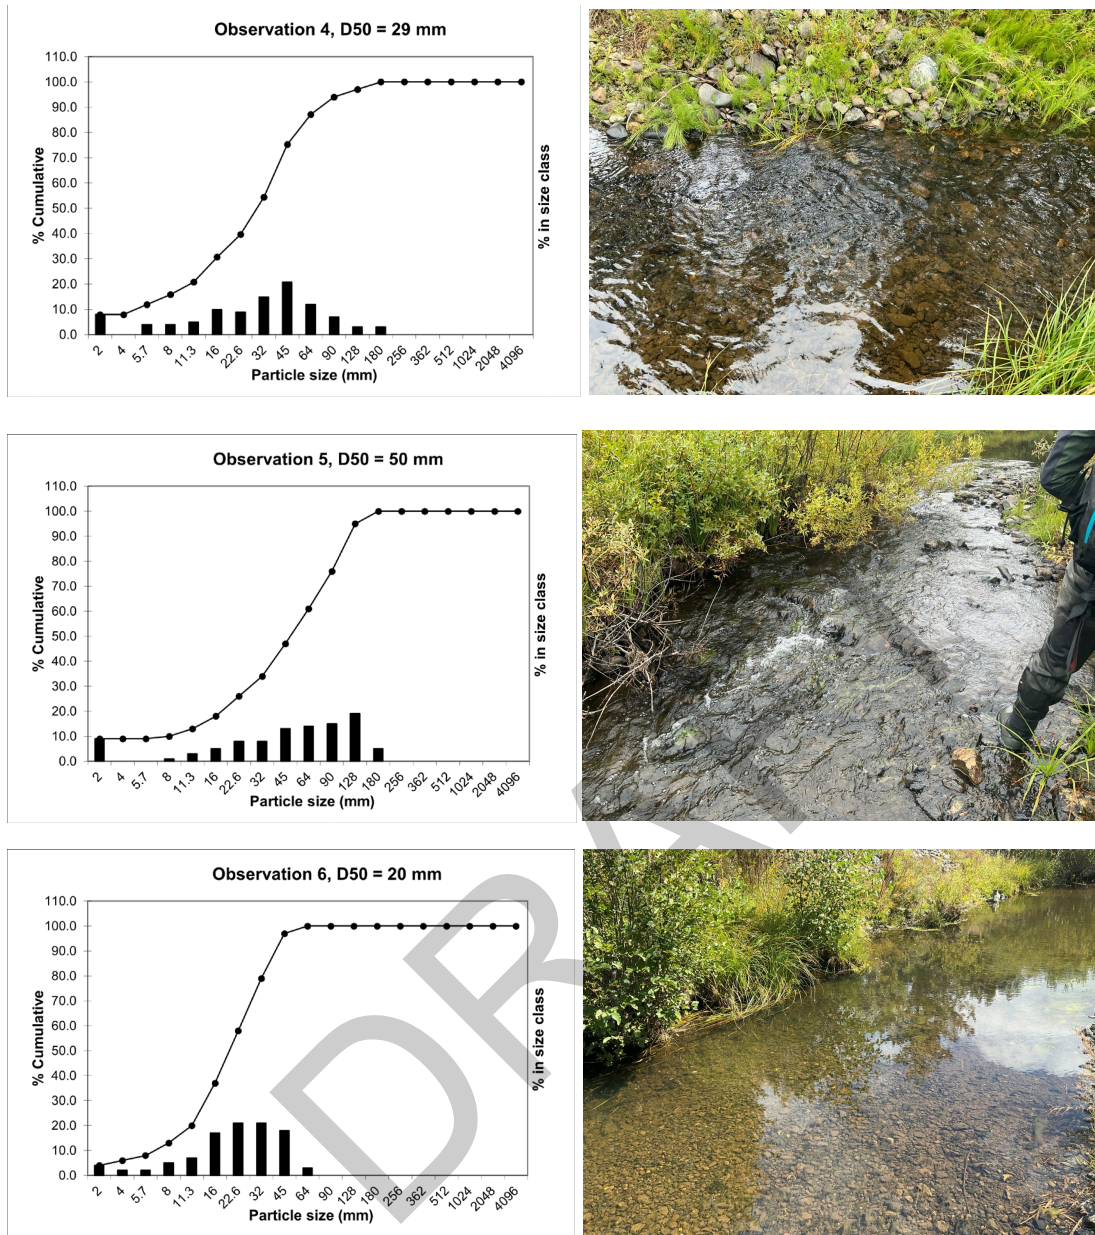 Observation 4, D50 = 29 mm
110.0
100.0
90.0
80.0
70.0
60.0
50.0
40.0
30.0
20.0
10.0
0.0
% Cumulative
% in size class
2 4 5.7 8 11.3 16 22.6 32 45 64 90 128 180 256 362 512 1024 2048 4096
Particle size (mm)
Observation 5, D50 = 50 mm
110.0
100.0
90.0
80.0
70.0
60.0
50.0
40.0
30.0
20.0
10.0
0.0
% Cumulative
% in size class
2 4 5.7 8 11.3 16 22.6 32 45 64 90 128 180 256 362 512 1024 2048 4096
Particle size (mm)
Observation 6, D50 = 20 mm
110.0
100.0
90.0
80.0
70.0
60.0
50.0
40.0
30.0
20.0
10.0
0.0
% Cumulative
% in size class
2 4 5.7 8 11.3 16 22.6 32 45 64 90 128 180 256 362 512 1024 2048 4096
Particle size (mm)
DRA